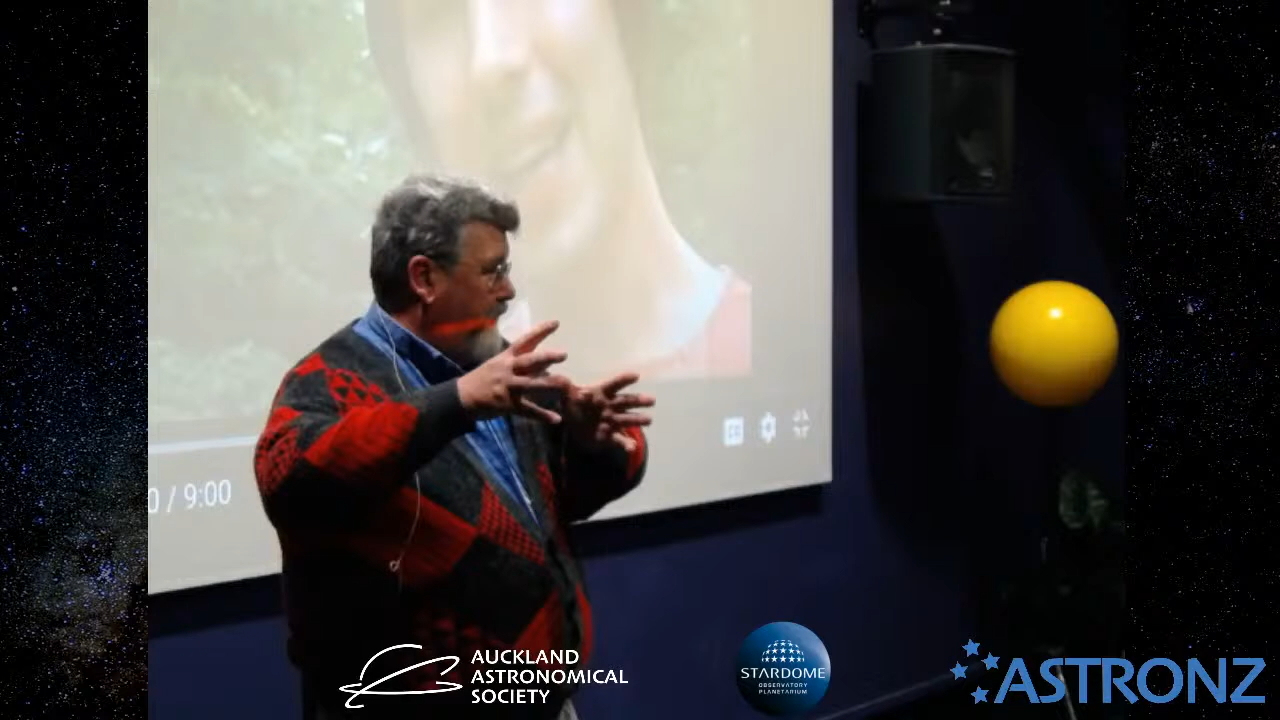 0 / 9:00
AUCKLAND
ASTRONOMICAL
SOCIETY
STARDOME
OBSERVATORY
PLANETARIUM
ASTRONZ